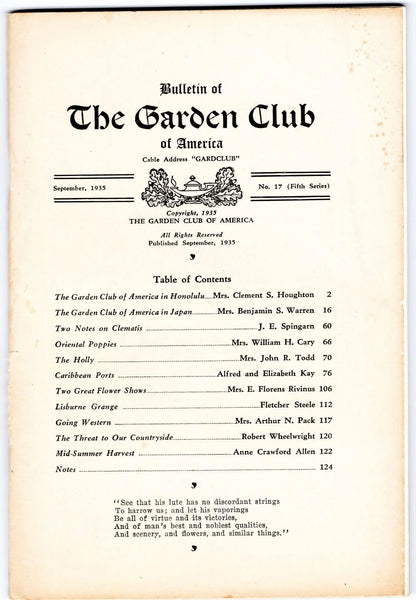 Bulletin of
The Garden Club
of America
Cable Address "GARDCLUB"
September, 1935
No. 17 (Fifth Series)
Copyright, 1935
THE GARDEN CLUB OF AMERICA
All Rights Reserved
Published September, 1935
Table of Contents
The Garden Club of America in Honolulu....Mrs. Clement S. Houghton 2
The Garden Club of America in Japan........Mrs. Benjamin S. Warren 16
Two Notes on Clematis ........ J. E. Spingarn 60
Oriental Poppies ........ Mrs. William H. Cary 66
The Holly ........ Mrs. John R. Todd 70
Caribbean Ports ........ Alfred and Elizabeth Kay 76
Two Great Flower Shows........Mrs. E. Florens Rivinus 106
Lisburne Grange ........ Fletcher Steele 112
Going Western ........ Mrs. Arthur N. Pack 117
The Threat to Our Countryside........Robert Wheelwright 120
Mid-Summer Harvest ........ Anne Crawford Allen 122
Notes ........ 124
"See that his lute has no discordant strings
To harrow us; and let his vaporings
Be all of virtue and its victories,
And of man's best and noblest qualities,
And scenery, and flowers, and similar things."